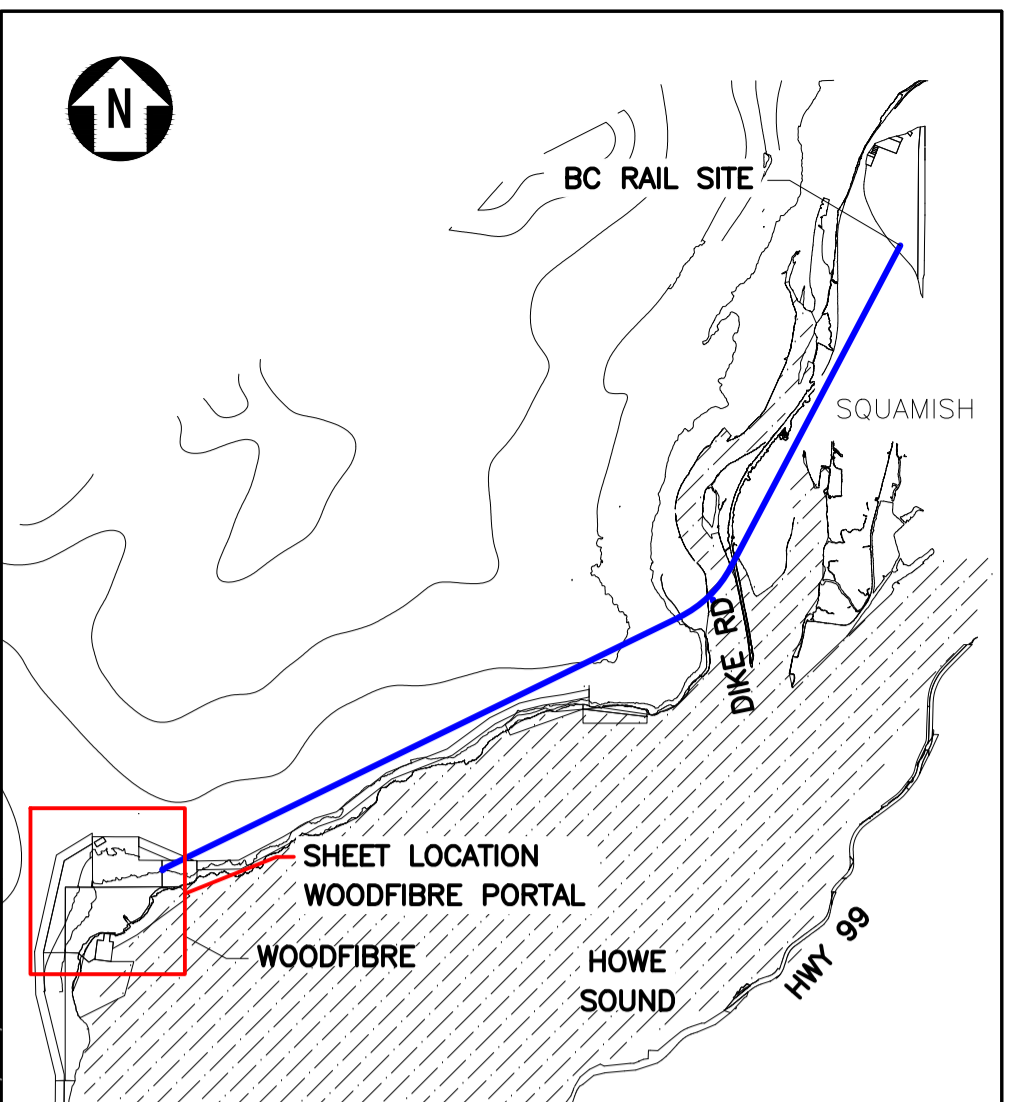 N
BC RAIL SITE
SQUAMISH
DIKE RD
SHEET LOCATION
WOODFIBRE PORTAL
WOODFIBRE
HOWE
SOUND
HWY 99